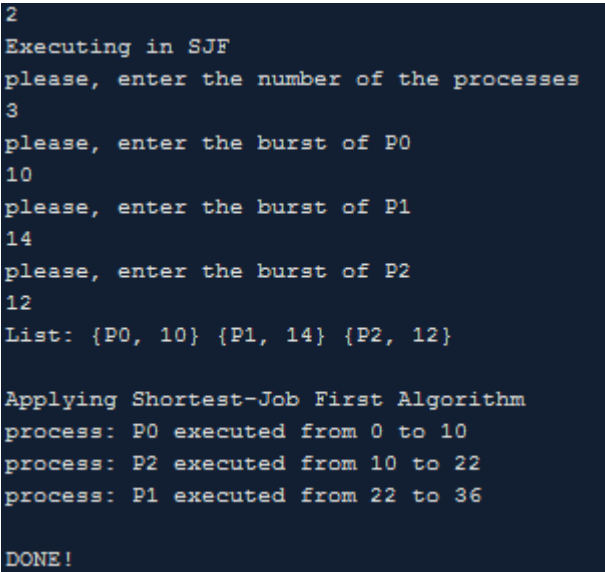 2
Executing in SJF
please, enter the number of the processes
3
please, enter the burst of P0
10
please, enter the burst of P1
14
please, enter the burst of P2
12
List: {P0, 10} {P1, 14} {P2, 12}
Applying Shortest-Job First Algorithm
process: P0 executed from 0 to 10
process: P2 executed from 10 to 22
process: P1 executed from 22 to 36
DONE!